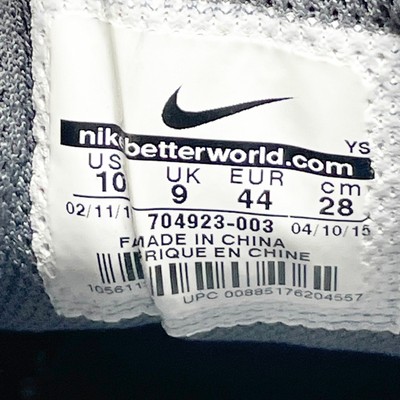 YS
nikebetterworld.com
US UK EUR cm
10 9 44 28
02/11/1 704923-003 04/10/15
MADE IN CHINA
RIQUE EN CHINE
UPC 00885176204557